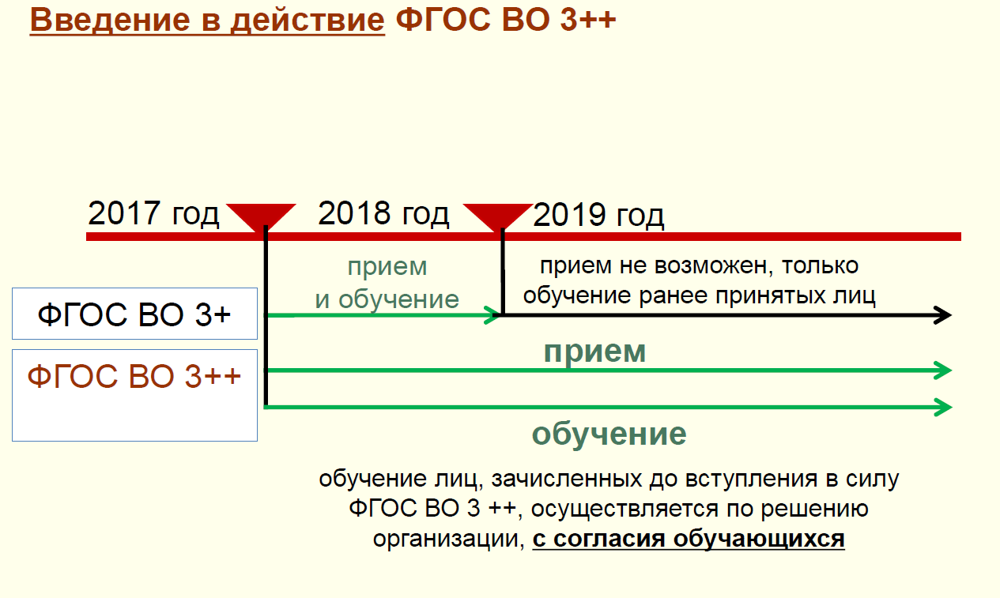 Введение в действие ФГОС ВО 3++
2017 год
2018 год
2019 год
прием
и обучение
прием не возможен, только
обучение ранее принятых лиц
ФГОС ВО 3+
ФГОС ВО 3++
прием
обучение
обучение лиц, зачисленных до вступления в силу
ФГОС ВО 3 ++, осуществляется по решению
организации, с согласия обучающихся